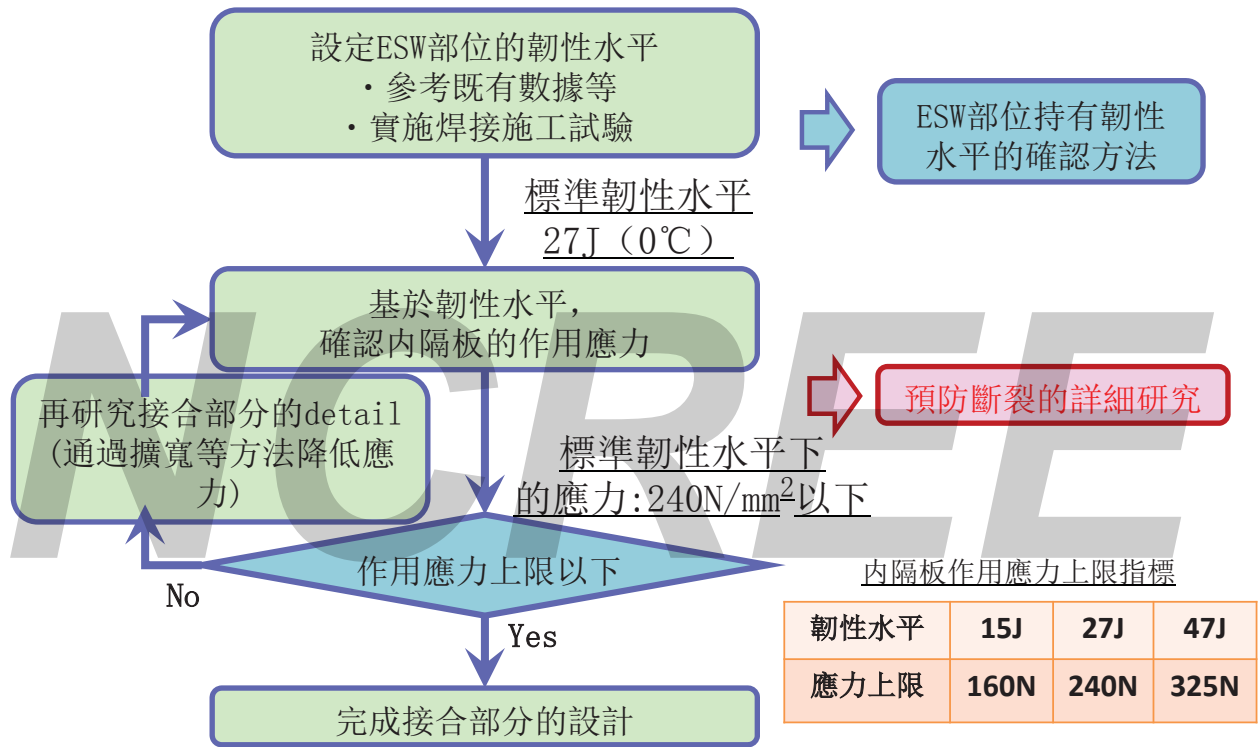 設定ESW部位的韌性水平
・參考既有數據等
・實施焊接施工試驗
ESW部位持有韌性
水平的確認方法
標準韌性水平
27J（0℃）
基於韌性水平，
確認内隔板的作用應力
再研究接合部分的detail
(通過擴寬等方法降低應
力)
預防斷裂的詳細研究
標準韌性水平下
的應力:240N/mm²以下
作用應力上限以下
No
Yes
完成接合部分的設計
内隔板作用應力上限指標
韌性水平 15J 27J 47J
應力上限 160N 240N 325N
NCREE